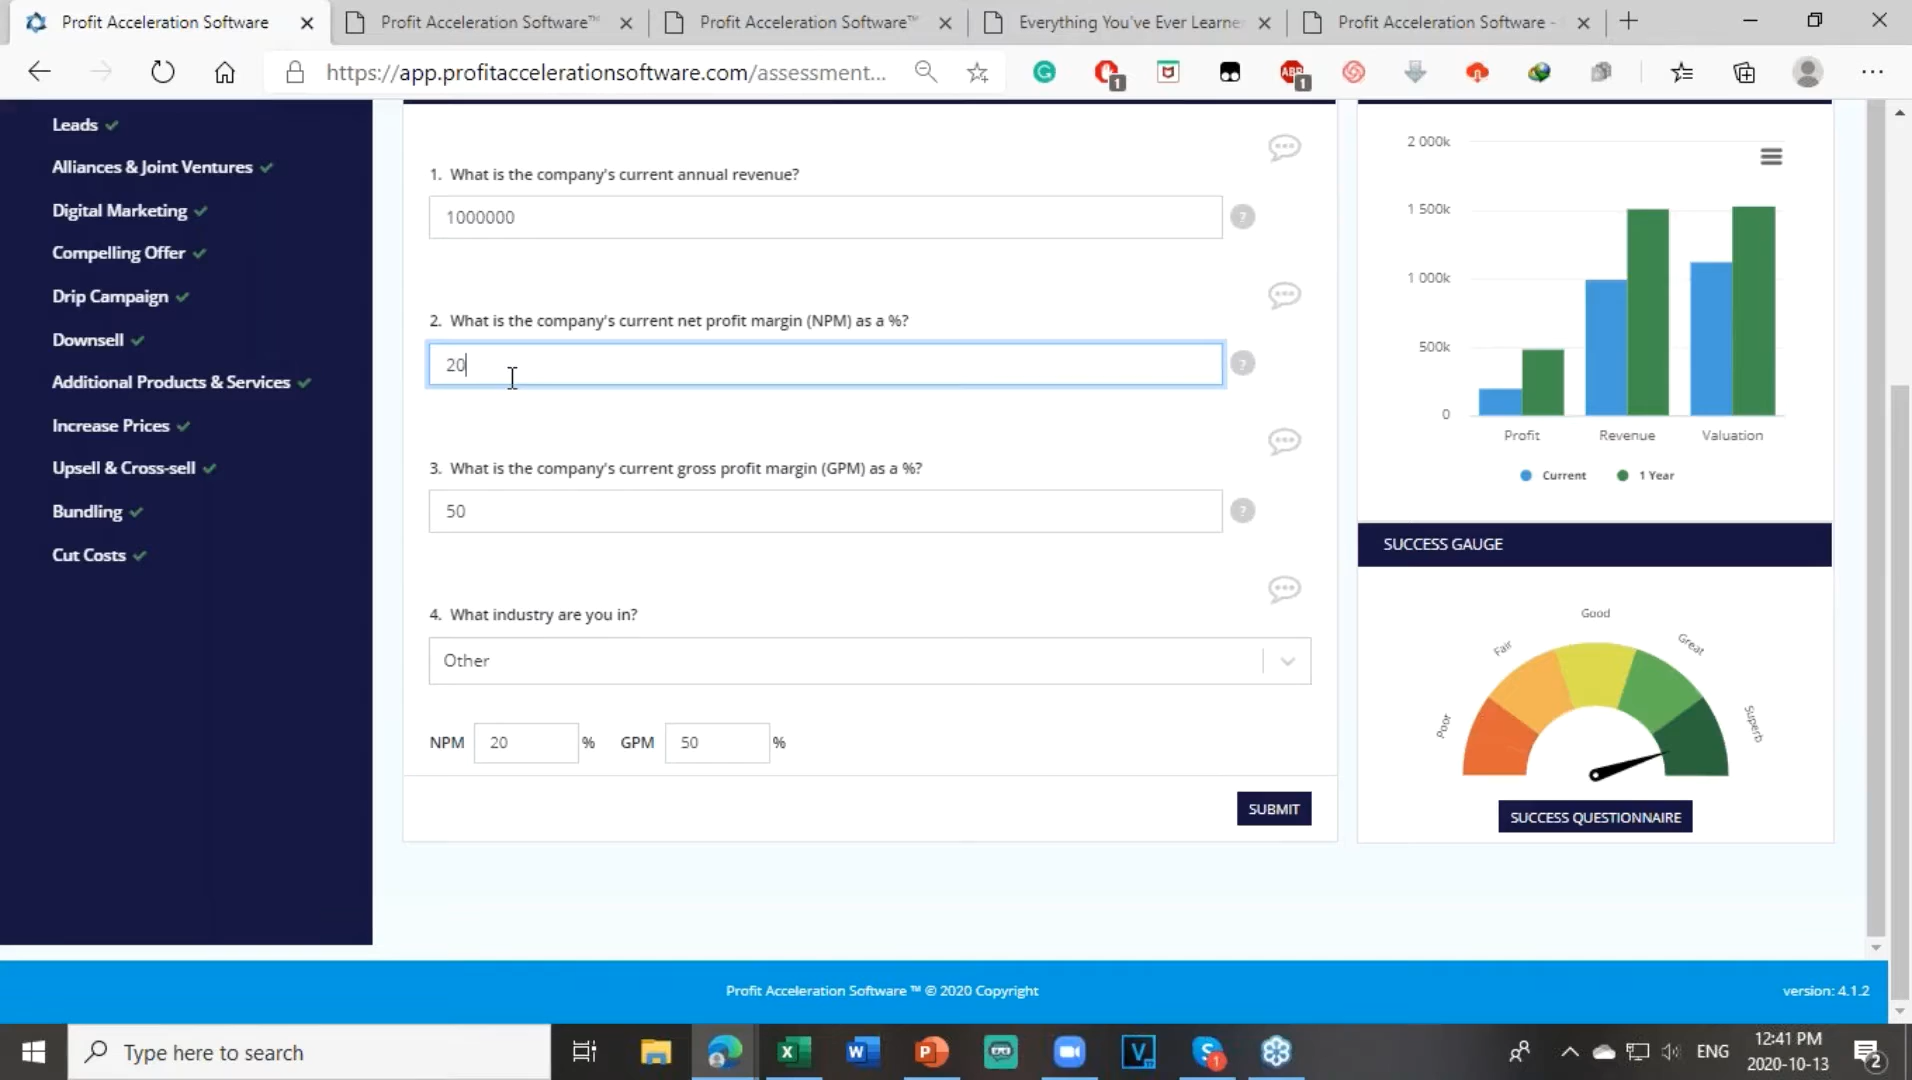 Profit Acceleration Software
Profit Acceleration Software™
Profit Acceleration Software™
Everything You've Ever Learne
Profit Acceleration Software -
https://app.profitaccelerationsoftware.com/assessment...
1
ABP
1
Leads
Alliances & Joint Ventures
Digital Marketing
Compelling Offer
Drip Campaign
Downsell
Additional Products & Services
Increase Prices
Upsell & Cross-sell
Bundling
Cut Costs
1. What is the company's current annual revenue?
1000000
?
2. What is the company's current net profit margin (NPM) as a %?
20
?
3. What is the company's current gross profit margin (GPM) as a %?
50
?
4. What industry are you in?
Other
NPM 20 % GPM 50 %
SUBMIT
2 000k
1 500k
1 000k
500k
0
Profit Revenue Valuation
Current 1 Year
SUCCESS GAUGE
Poor
Fair
Good
Great
Superb
SUCCESS QUESTIONNAIRE
Profit Acceleration Software ™ © 2020 Copyright
version: 4.1.2
Type here to search
1
ENG
12:41 PM
2020-10-13
2